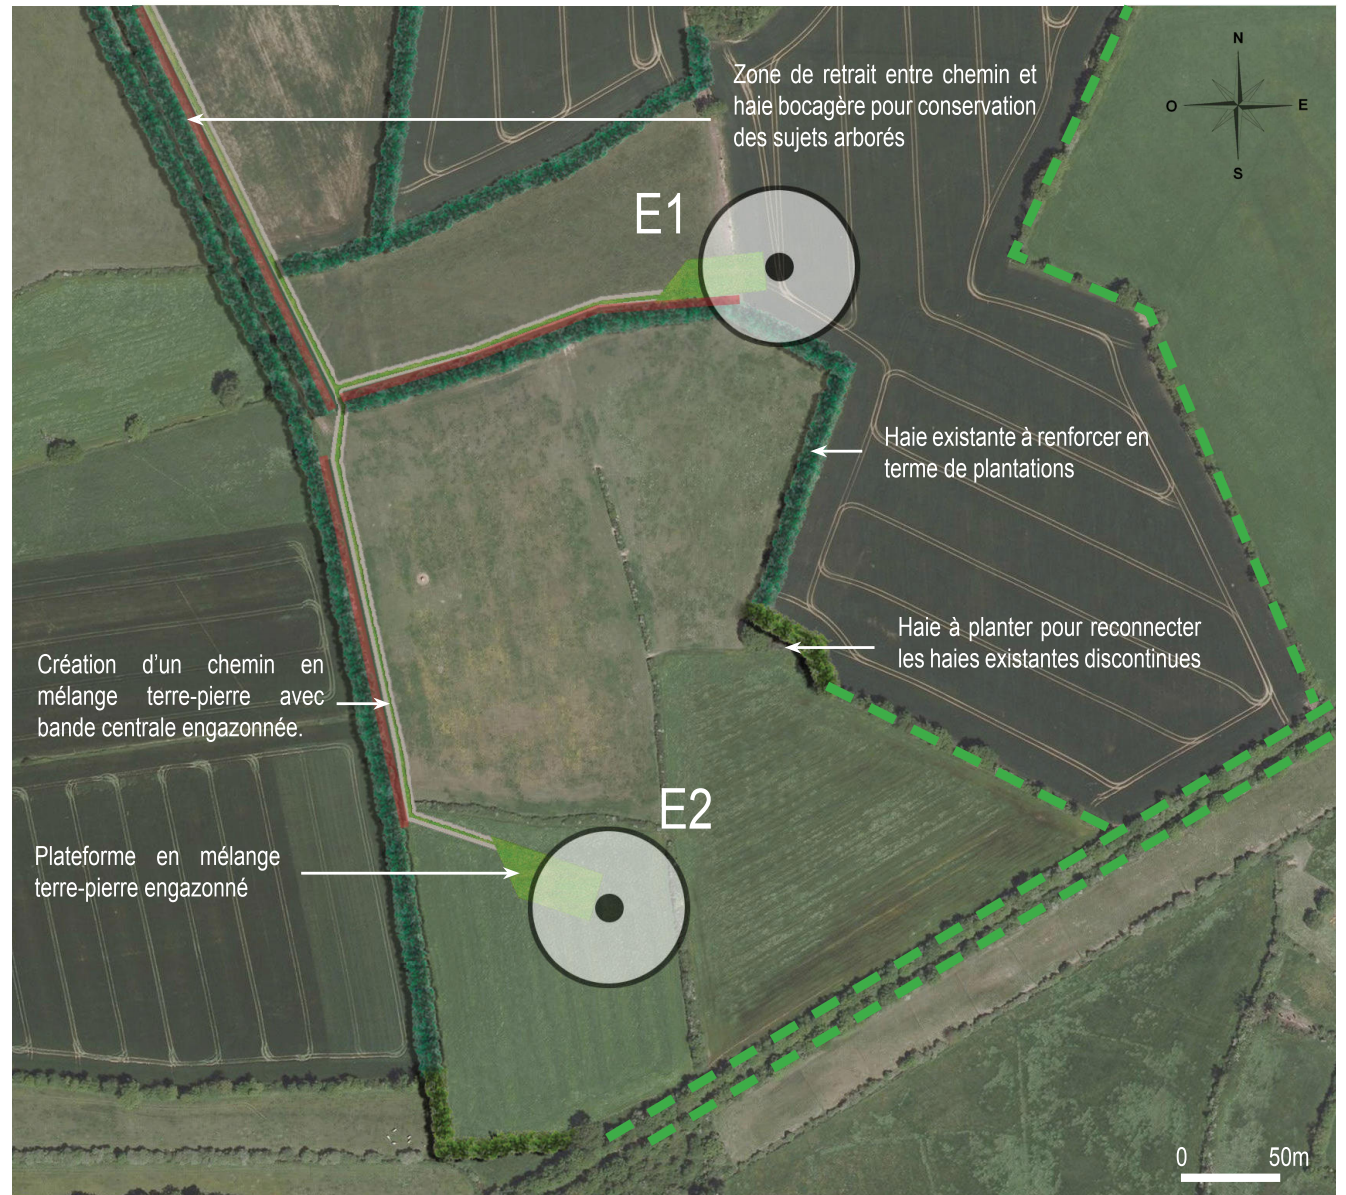 Zone de retrait entre chemin et
haie bocagère pour conservation
des sujets arborés
N
O
E
S
E1
Haie existante à renforcer en
terme de plantations
Haie à planter pour reconnecter
les haies existantes discontinues
Création d'un chemin en
mélange terre-pierre avec
bande centrale engazonnée.
E2
Plateforme en mélange
terre-pierre engazonné
0
50m